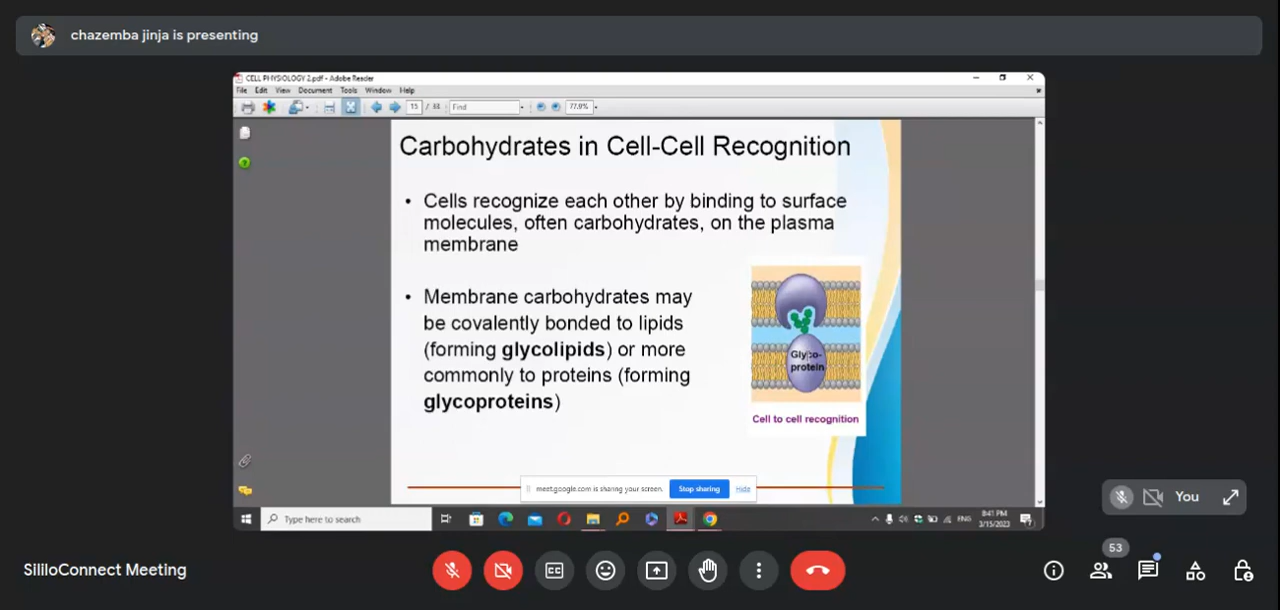 chazemba jinja is presenting
CELL PHYSIOLOGY 2.pdf - Adobe Reader
File Edit View Document Tools Window Help
15 / 33 Find 77.9%
Carbohydrates in Cell-Cell Recognition
• Cells recognize each other by binding to surface
molecules, often carbohydrates, on the plasma
membrane
• Membrane carbohydrates may
be covalently bonded to lipids
(forming glycolipids) or more
commonly to proteins (forming
glycoproteins)
Glyco-
protein
Cell to cell recognition
meet.google.com is sharing your screen. Stop sharing Hide
Type here to search
ENG
8:41 PM
3/15/2023
You
53
SililoConnect Meeting